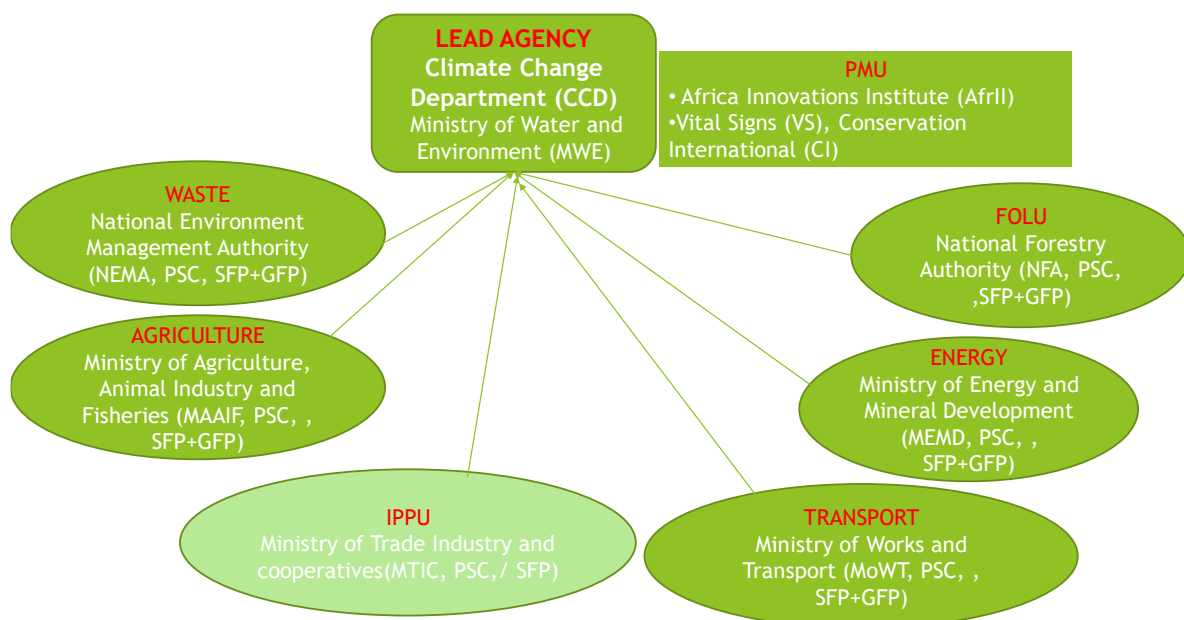 LEAD AGENCY
Climate Change
Department (CCD)
Ministry of Water and
Environment (MWE)
PMU
• Africa Innovations Institute (AfrII)
•Vital Signs (VS), Conservation
International (CI)
WASTE
National Environment
Management Authority
(NEMA, PSC, SFP+GFP)
FOLU
National Forestry
Authority (NFA, PSC,
,SFP+GFP)
AGRICULTURE
Ministry of Agriculture,
Animal Industry and
Fisheries (MAAIF, PSC, ,
SFP+GFP)
ENERGY
Ministry of Energy and
Mineral Development
(MEMD, PSC, ,
SFP+GFP)
IPPU
Ministry of Trade Industry and
cooperatives(MTIC, PSC,/ SFP)
TRANSPORT
Ministry of Works and
Transport (MoWT, PSC, ,
SFP+GFP)